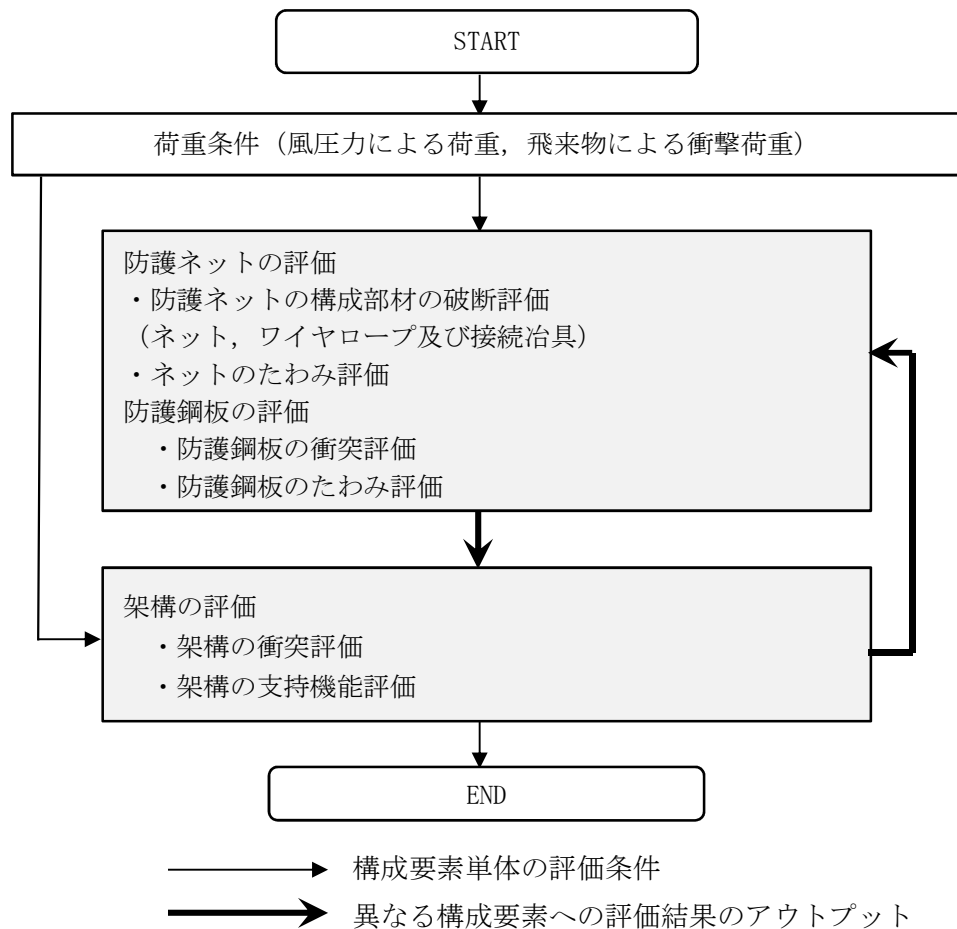 START
荷重条件（風圧力による荷重，飛来物による衝撃荷重）
防護ネットの評価
・防護ネットの構成部材の破断評価
（ネット，ワイヤロープ及び接続冶具）
・ネットのたわみ評価
防護鋼板の評価
・防護鋼板の衝突評価
・防護鋼板のたわみ評価
架構の評価
・架構の衝突評価
・架構の支持機能評価
END
構成要素単体の評価条件
異なる構成要素への評価結果のアウトプット